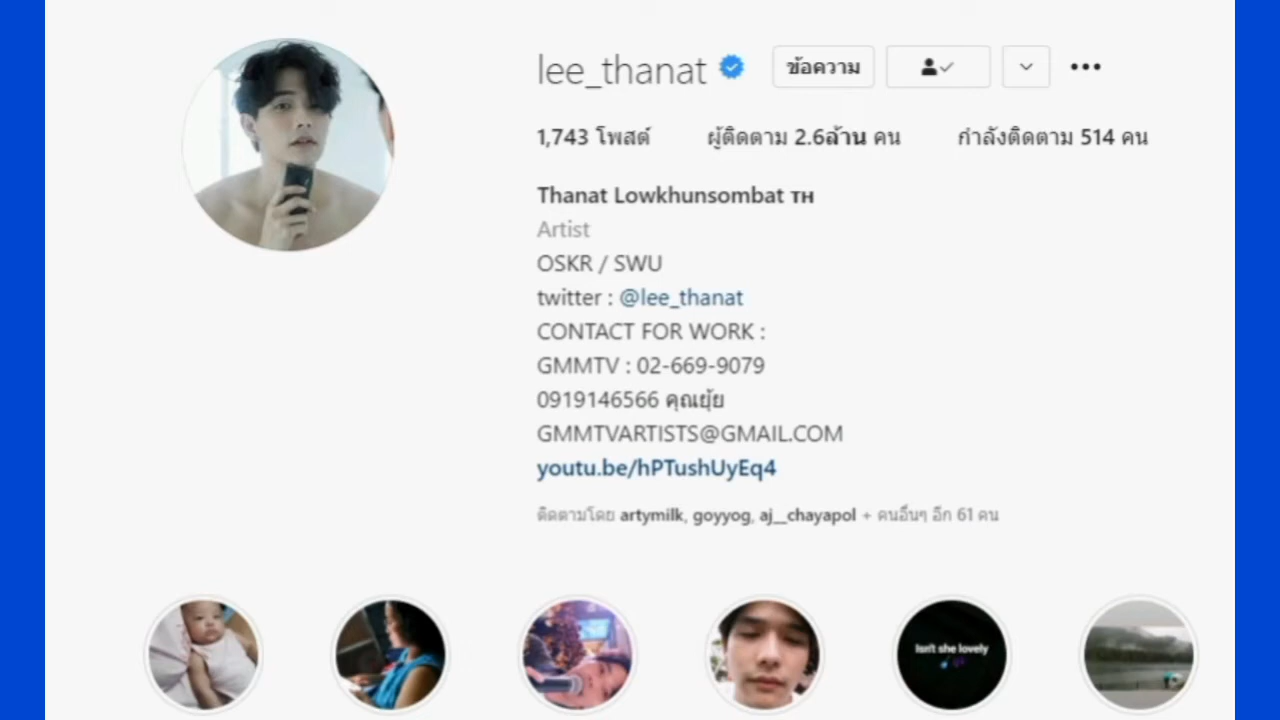 lee_thanat ข้อความ
1,743 โพสต์ ผู้ติดตาม 2.6ล้าน คน กำลังติดตาม 514 คน
Thanat Lowkhunsombat ᴛʜ
Artist
OSKR / SWU
twitter : @lee_thanat
CONTACT FOR WORK :
GMMTV : 02-669-9079
0919146566 คุณยุ้ย
GMMTVARTISTS@GMAIL.COM
youtu.be/hPTushUyEq4
ติดตามโดย artymilk, goyyog, aj__chayapol + คนอื่นๆ อีก 61 คน
Isn't she lovely